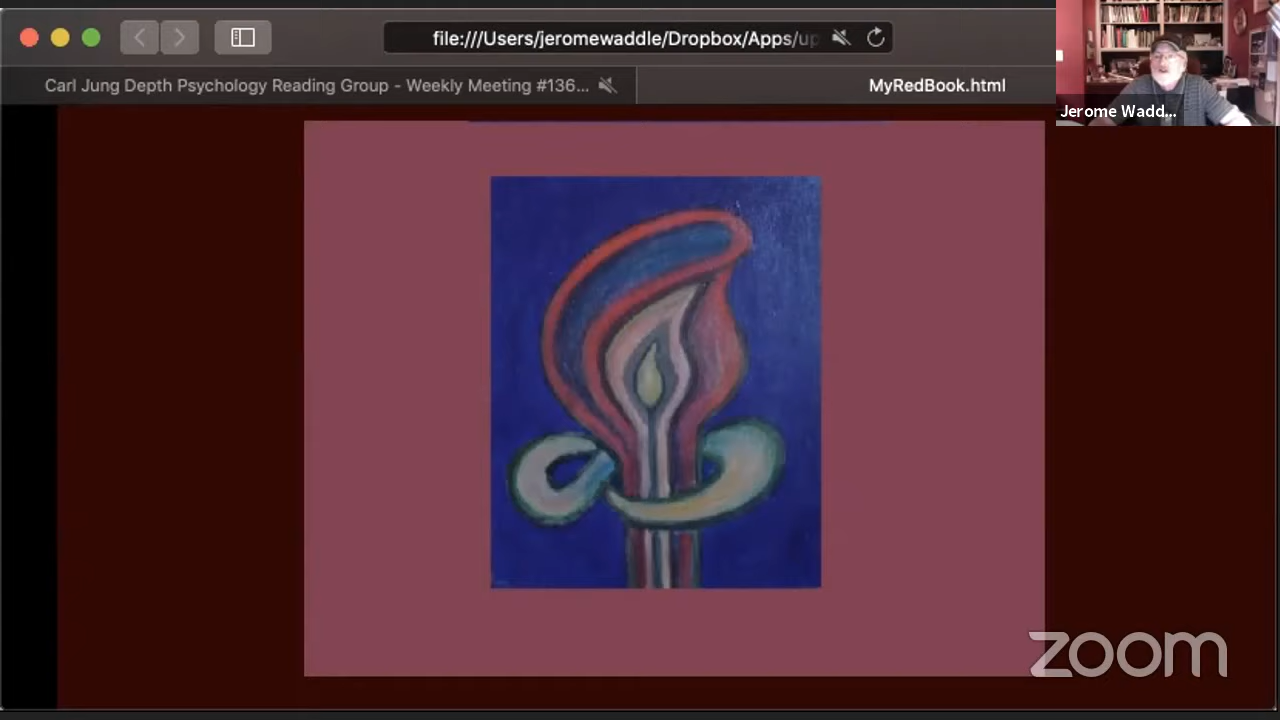 file:///Users/jeromewaddle/Dropbox/Apps/up
Carl Jung Depth Psychology Reading Group - Weekly Meeting #136...
MyRedBook.html
Jerome Wadd...
zoom